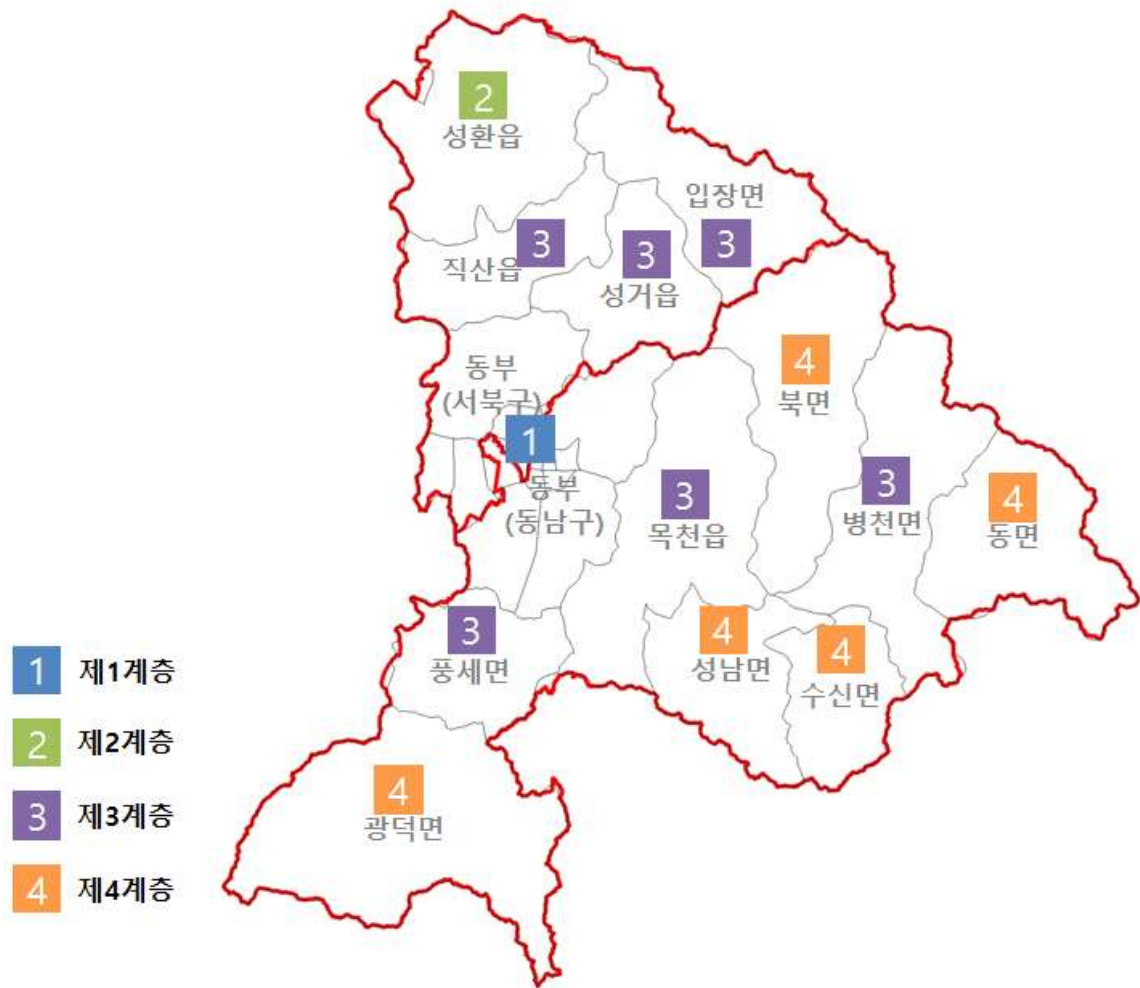 2
성환읍
입장면
3
3
3
직산읍
성거읍
동부
(서북구)
4
북면
1
동부
(동남구)
3
목천읍
3
병천면
4
동면
3
풍세면
4
성남면
4
수신면
4
광덕면
1 제1계층
2 제2계층
3 제3계층
4 제4계층